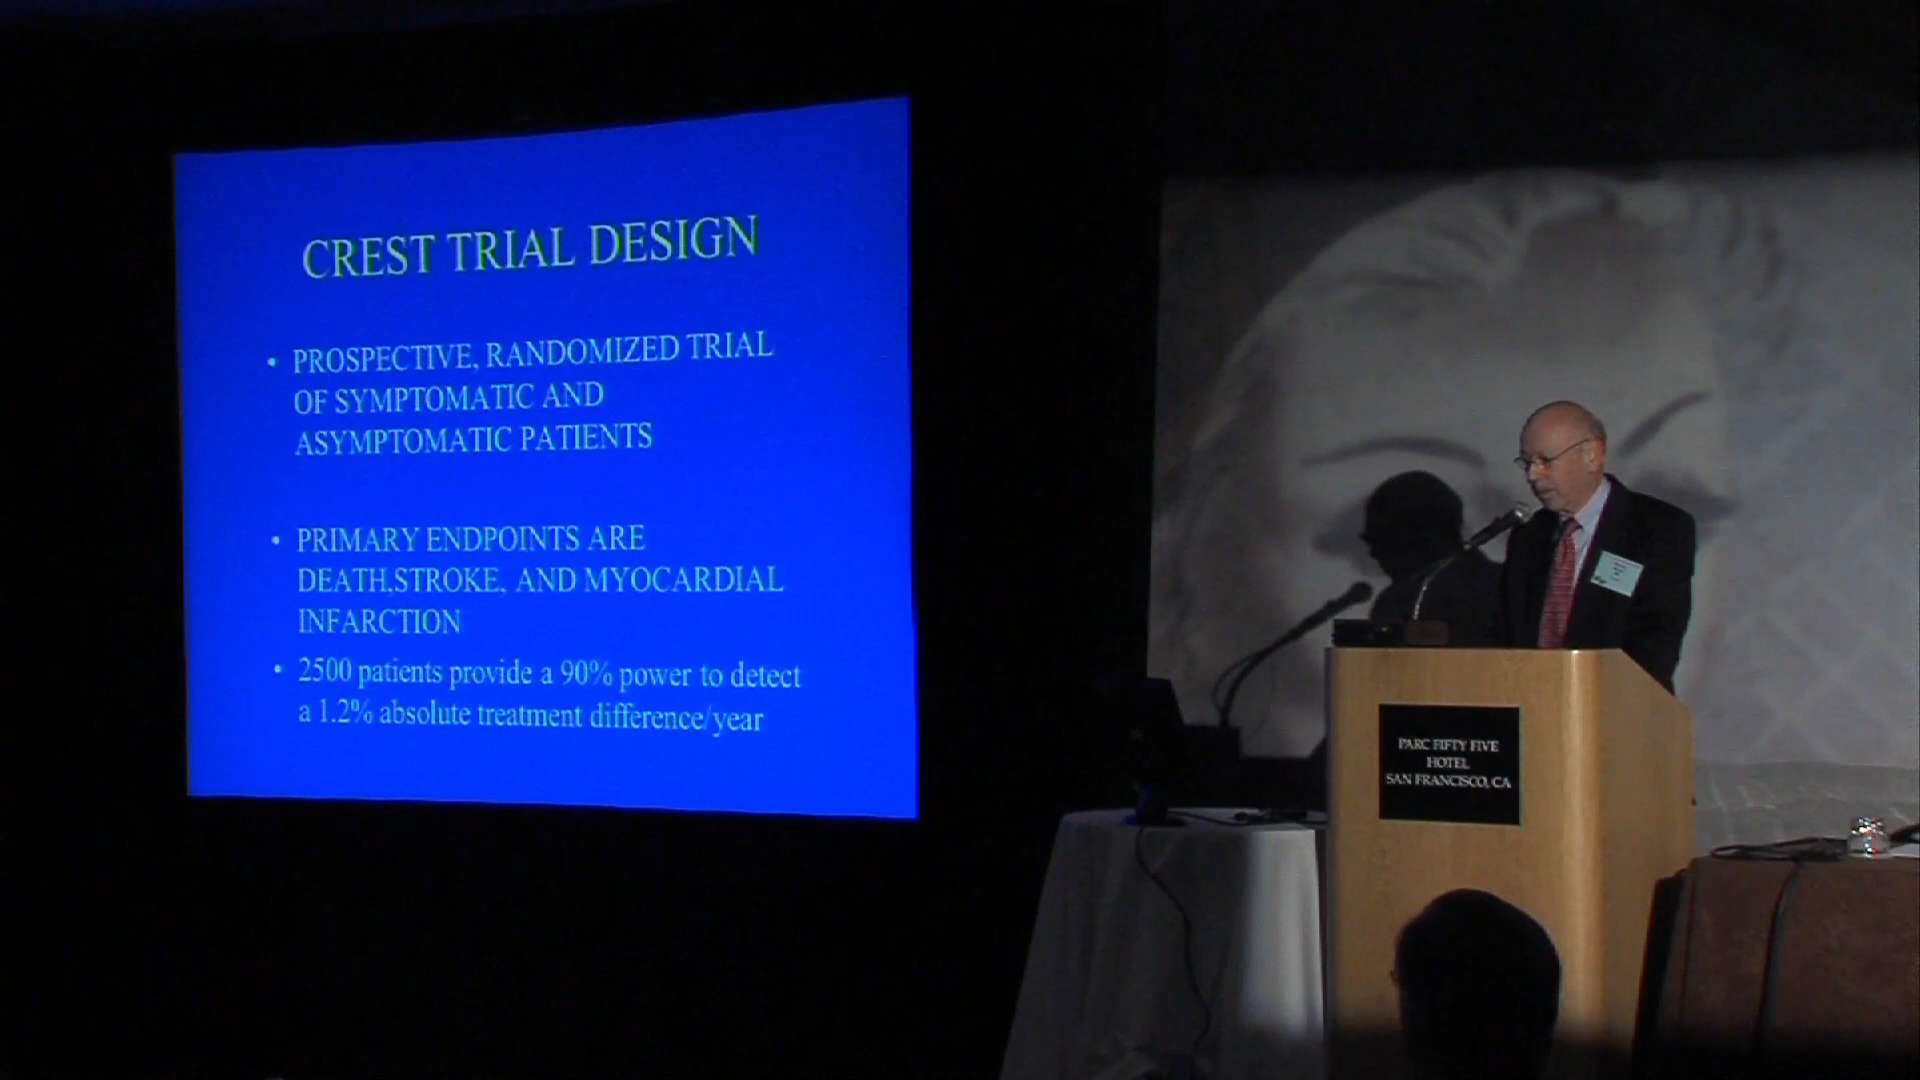 CREST TRIAL DESIGN
• PROSPECTIVE, RANDOMIZED TRIAL
OF SYMPTOMATIC AND
ASYMPTOMATIC PATIENTS
• PRIMARY ENDPOINTS ARE
DEATH,STROKE, AND MYOCARDIAL
INFARCTION
• 2500 patients provide a 90% power to detect
a 1.2% absolute treatment difference/year
PARC FIFTY FIVE
HOTEL
SAN FRANCISCO, CA